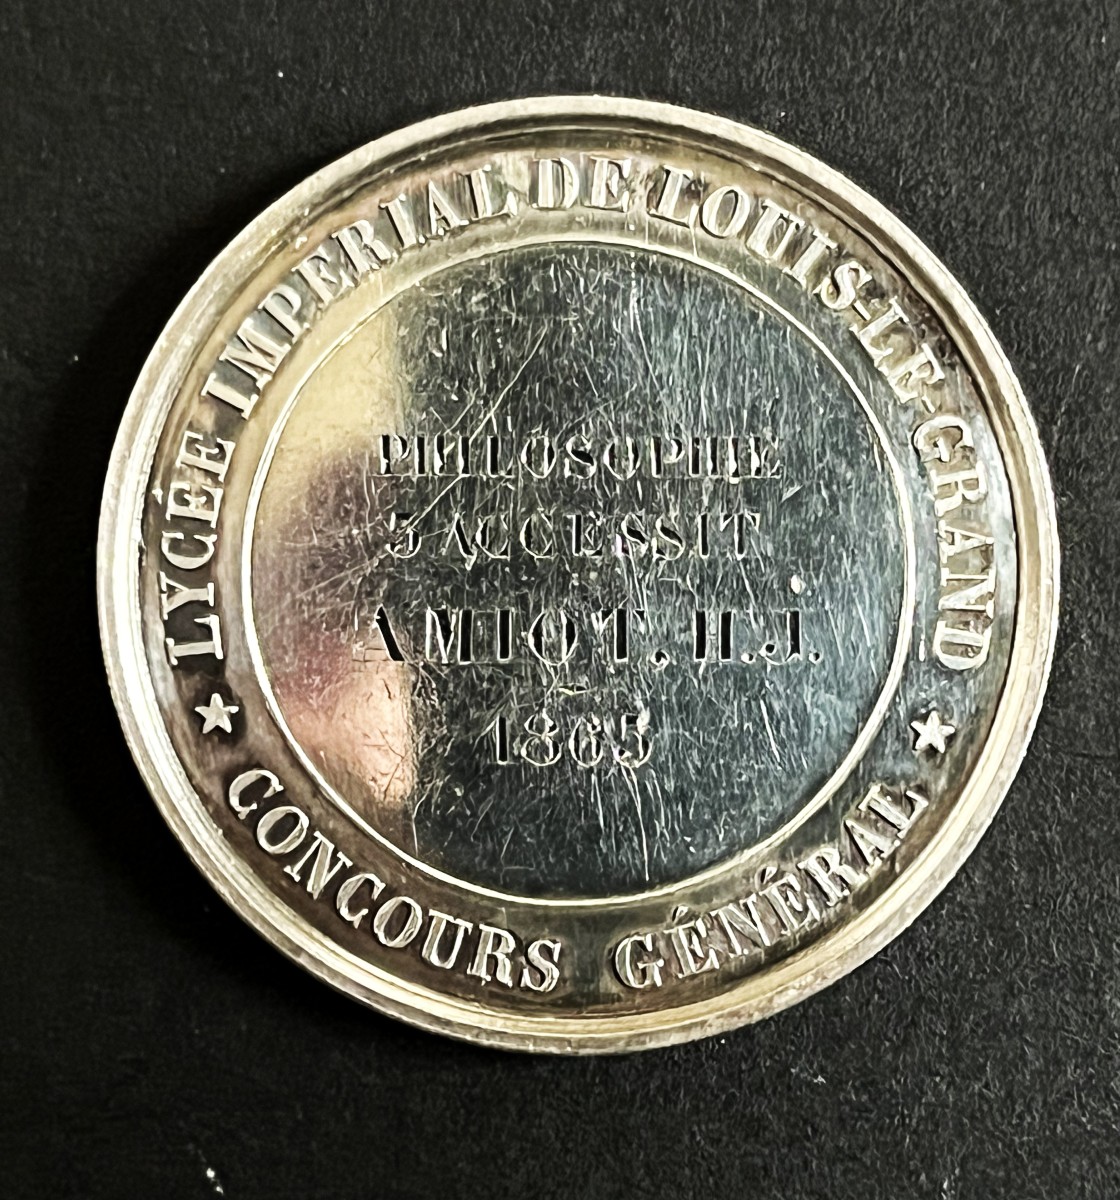 LYCÉE IMPERIAL DE LOUIS-LE-GRAND
PHILOSOPHIE
5 ACCESSIT
AMIOT. H.J.
1865
★ CONCOURS GÉNÉRAL ★